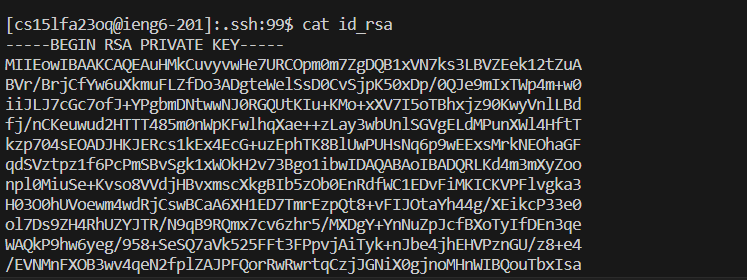 [cs15lfa23oq@ieng6-201]:.ssh:99$ cat id_rsa
-----BEGIN RSA PRIVATE KEY-----
MIIEowIBAAKCAQEAuHMkCuvyvwHe7URCOpm0m7ZgDQB1xVN7ks3LBVZEek12tZuA
BVr/BrjCfYw6uXkmuFLZfDo3ADgteWelSsD0CvSjpK50xDp/0QJe9mIxTWp4m+w0
iiJLJ7cGc7ofJ+YPgbmDNtwwNJ0RGQUtKIu+KMo+xXV7I5oTBhxjz90KwyVnlLBd
fj/nCKeuwud2HTTT485m0nWpKFwlhqXae++zLay3wbUnlSGVgELdMPunXWl4HftT
kzp704sEOADJHKJERcs1kEx4EcG+uzEphTK8BlUwPUHsNq6p9wEExsMrkNEOhaGF
qdSVztpz1f6PcPmSBvSgk1xWOkH2v73Bgo1ibwIDAQABAoIBADQRLKd4m3mXyZoo
npl0MiuSe+Kvso8VVdjHBvxmscXkgBIb5zOb0EnRdfWC1EDvFiMKICKVPFlvgka3
H03O0hUVoewm4wdRjCswBCaA6XH1ED7TmrEzpQt8+vFIJOtaYh44g/XEikcP33e0
ol7Ds9ZH4RhUZYJTR/N9qB9RQmx7cv6zhr5/MXDgY+YnNuZpJcfBXoTyIfDEn3qe
WAQkP9hw6yeg/958+SeSQ7aVk525FFt3FPpvjAiTyk+nJbe4jhEHVPznGU/z8+e4
/EVNMnFXOB3wv4qeN2fplZAJPFQorRwRwrtqCzjJGNiX0gjnoMHnWIBQouTbxIsa